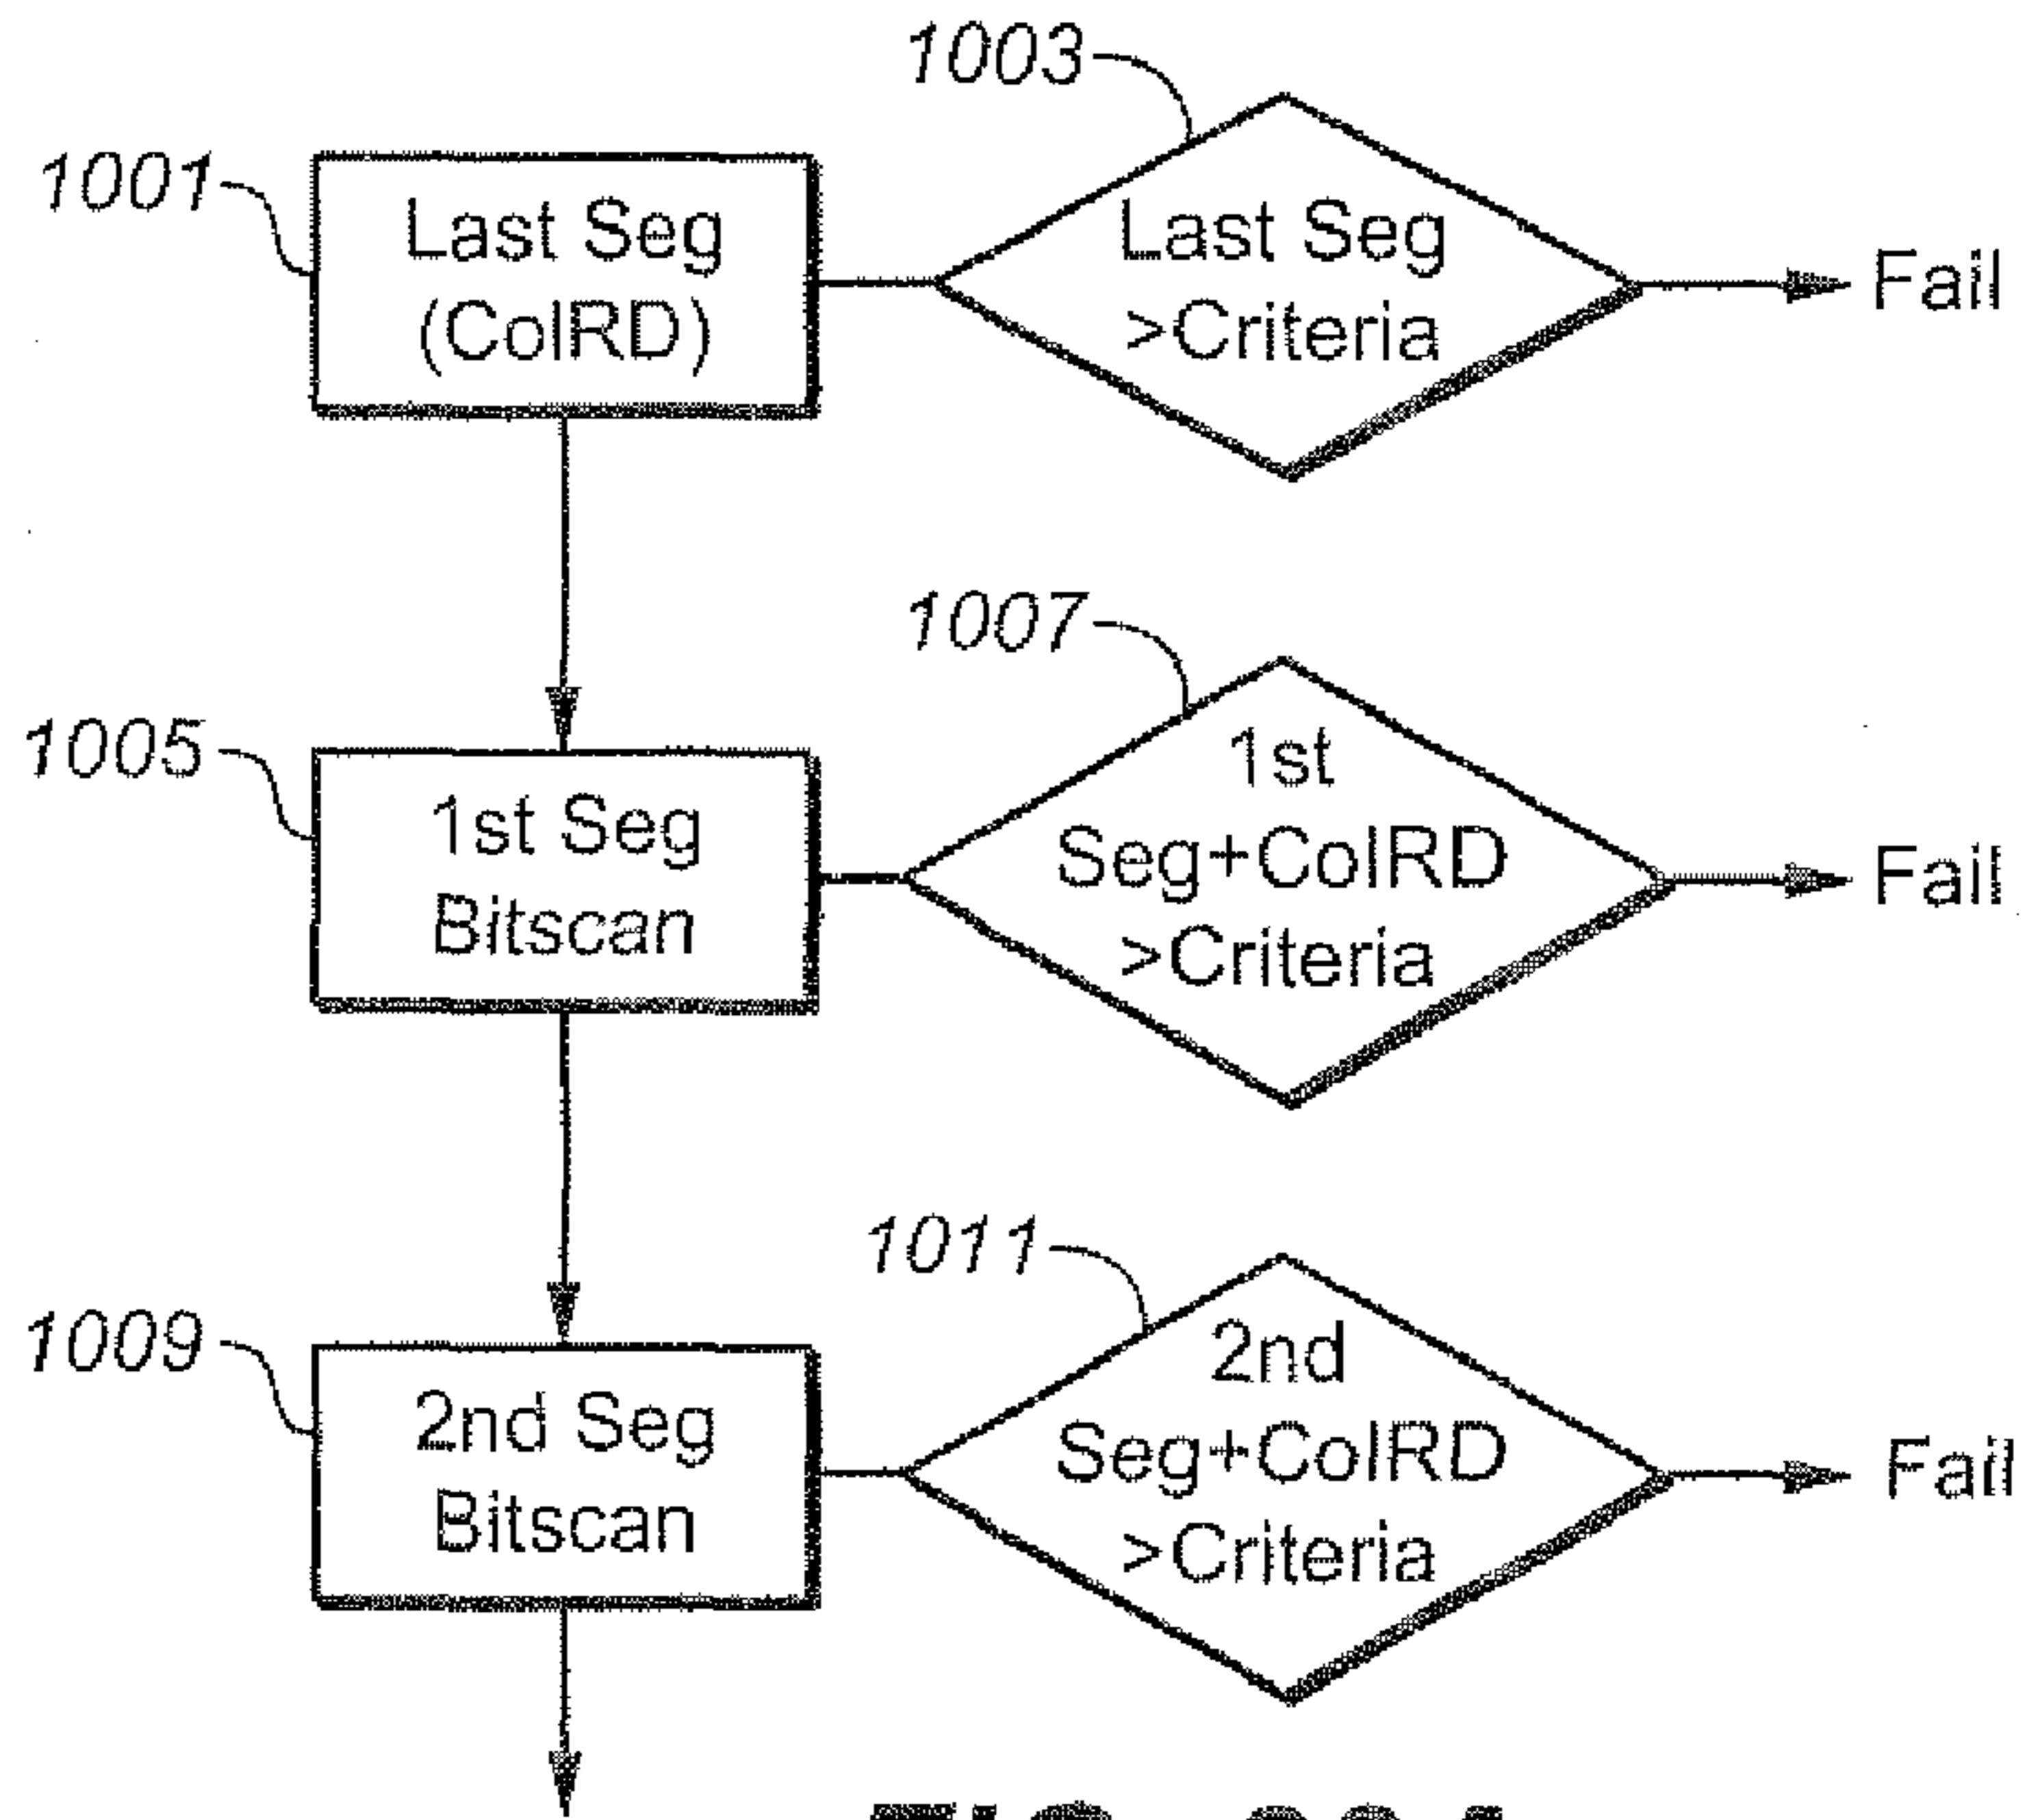 1003
1001
Last Seg
(ColRD)
Last Seg
>Criteria
Fail
1007
1005
1st Seg
Bitscan
1st
Seg+ColRD
>Criteria
Fail
1011
1009
2nd Seg
Bitscan
2nd
Seg+ColRD
>Criteria
Fail